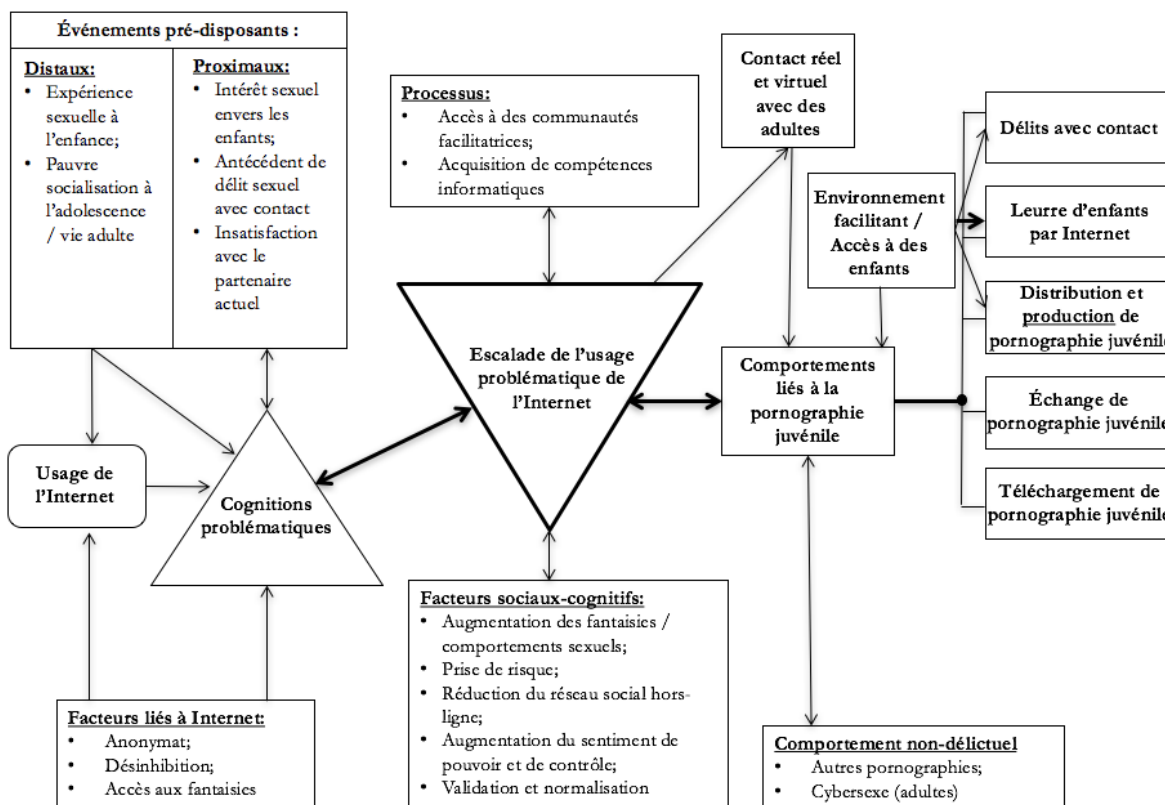 Événements pré-disposants :
Distaux:
• Expérience
sexuelle à
l'enfance;
• Pauvre
socialisation à
l'adolescence
/ vie adulte
Proximaux:
• Intérêt sexuel
envers les
enfants;
• Antécédent de
délit sexuel
avec contact
• Insatisfaction
avec le
partenaire
actuel
Processus:
• Accès à des communautés
facilitatrices;
• Acquisition de compétences
informatiques
Contact réel
et virtuel
avec des
adultes
Environnement
facilitant /
Accès à des
enfants
Délits avec contact
Leurre d'enfants
par Internet
Distribution et
production de
pornographie juvénile
Échange de
pornographie juvénile
Téléchargement de
pornographie juvénile
Escalade de l'usage
problématique de
l'Internet
Comportements
liés à la
pornographie
juvénile
Usage de
l'Internet
Cognitions
problématiques
Facteurs liés à Internet:
• Anonymat;
• Désinhibition;
• Accès aux fantaisies
Facteurs sociaux-cognitifs:
• Augmentation des fantaisies /
comportements sexuels;
• Prise de risque;
• Réduction du réseau social hors-
ligne;
• Augmentation du sentiment de
pouvoir et de contrôle;
• Validation et normalisation
Comportement non-délictuel
• Autres pornographies;
• Cybersexe (adultes)